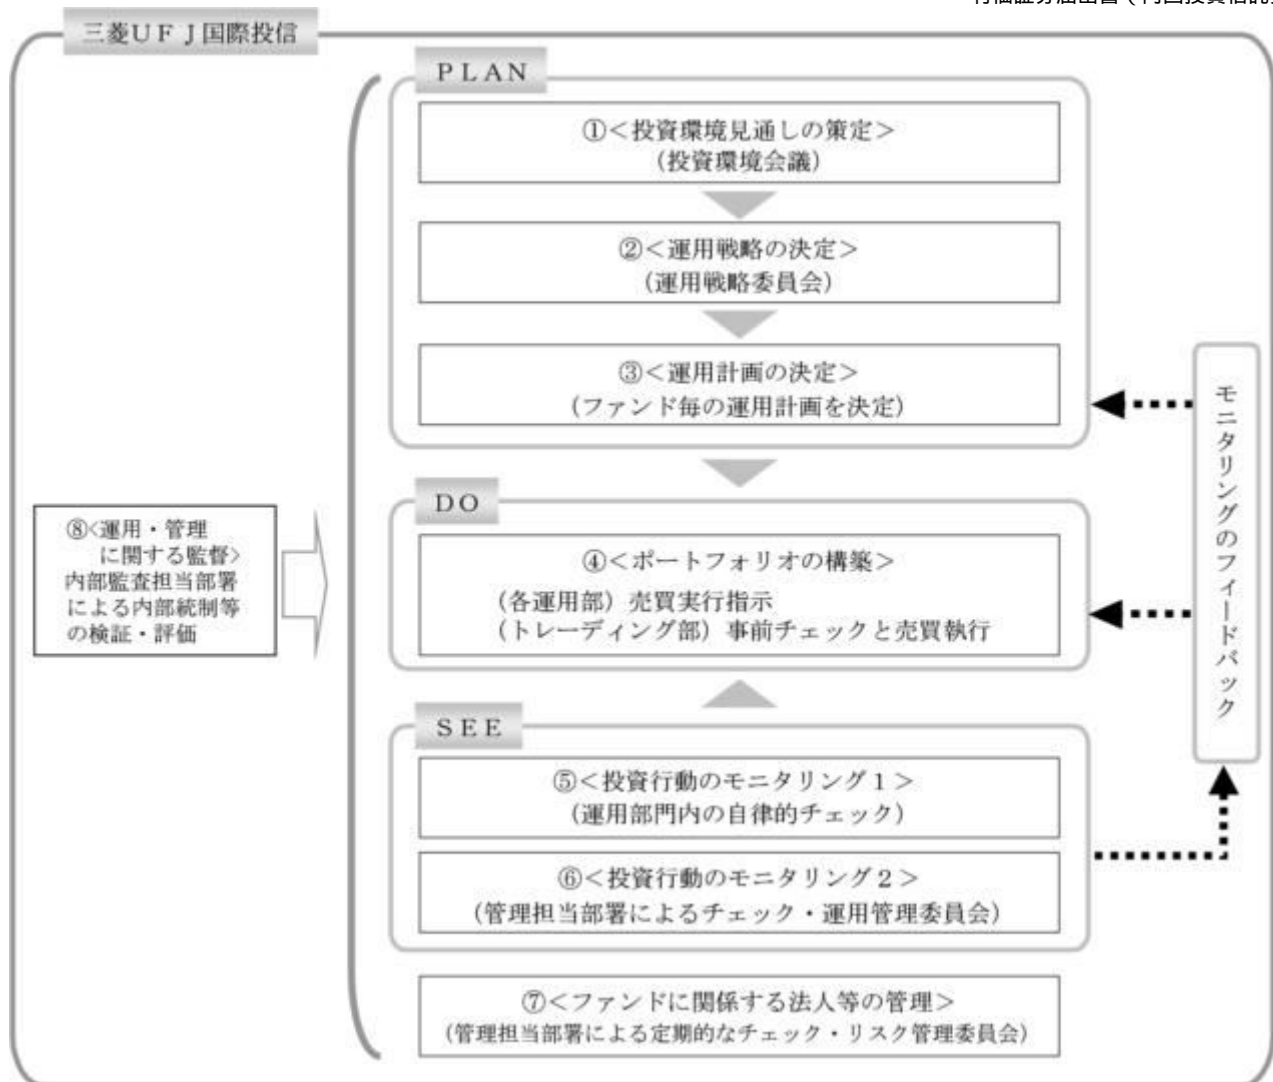 三菱ＵＦＪ国際投信
ＰＬＡＮ
①＜投資環境見通しの策定＞
（投資環境会議）
②＜運用戦略の決定＞
（運用戦略委員会）
③＜運用計画の決定＞
（ファンド毎の運用計画を決定）
ＤＯ
④＜ポートフォリオの構築＞
（各運用部）売買実行指示
（トレーディング部）事前チェックと売買執行
ＳＥＥ
⑤＜投資行動のモニタリング１＞
（運用部門内の自律的チェック）
⑥＜投資行動のモニタリング２＞
（管理担当部署によるチェック・運用管理委員会）
⑦＜ファンドに関係する法人等の管理＞
（管理担当部署による定期的なチェック・リスク管理委員会）
⑧<運用・管理
に関する監督>
内部監査担当部署
による内部統制等
の検証・評価
モニタリングのフィードバック